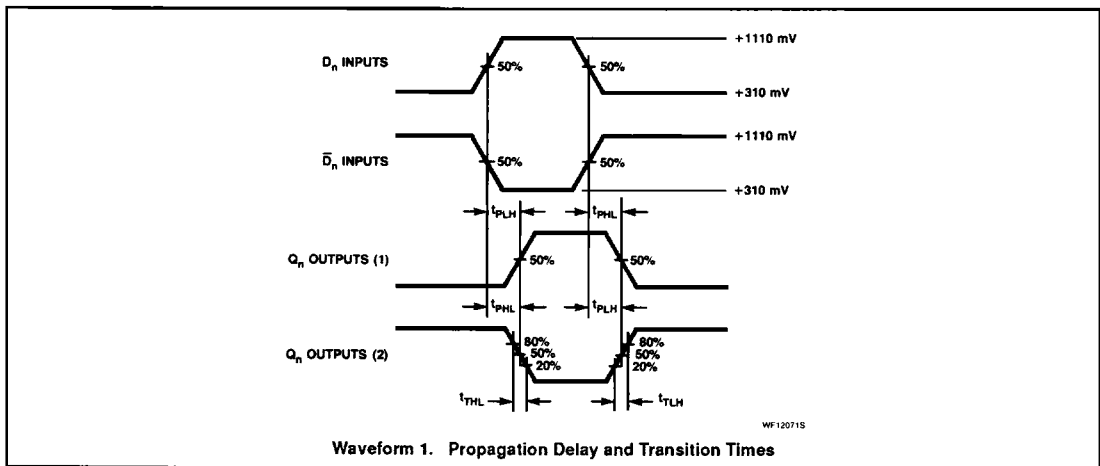 +1110 mV
Dn INPUTS
50%
50%
+310 mV
+1110 mV
D̅n INPUTS
50%
50%
+310 mV
tPLH
tPHL
Qn OUTPUTS (1)
50%
50%
tPHL
tPLH
Qn OUTPUTS (2)
80%
50%
20%
80%
50%
20%
tTHL
tTLH
WF12071S
Waveform 1. Propagation Delay and Transition Times